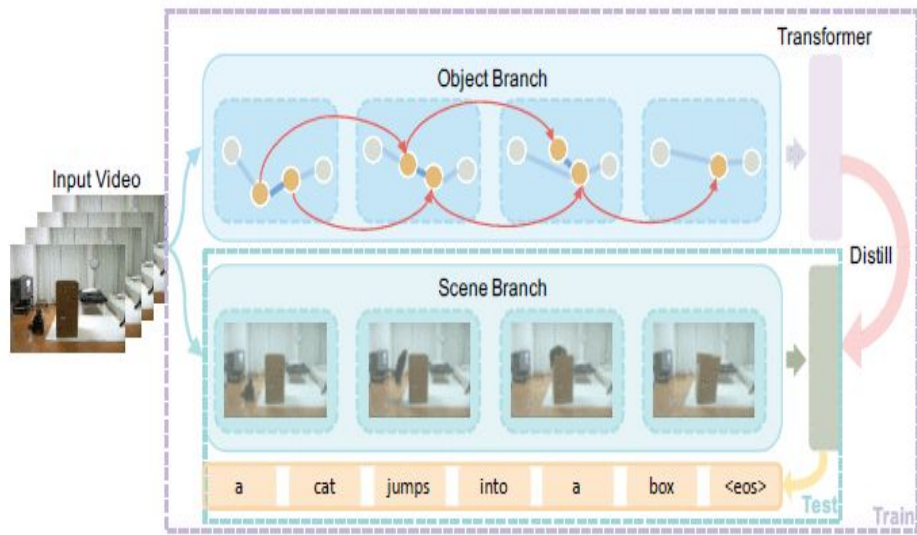 Transformer
Object Branch
Input Video
Distill
Scene Branch
a cat jumps into a box <eos>
Test
Train